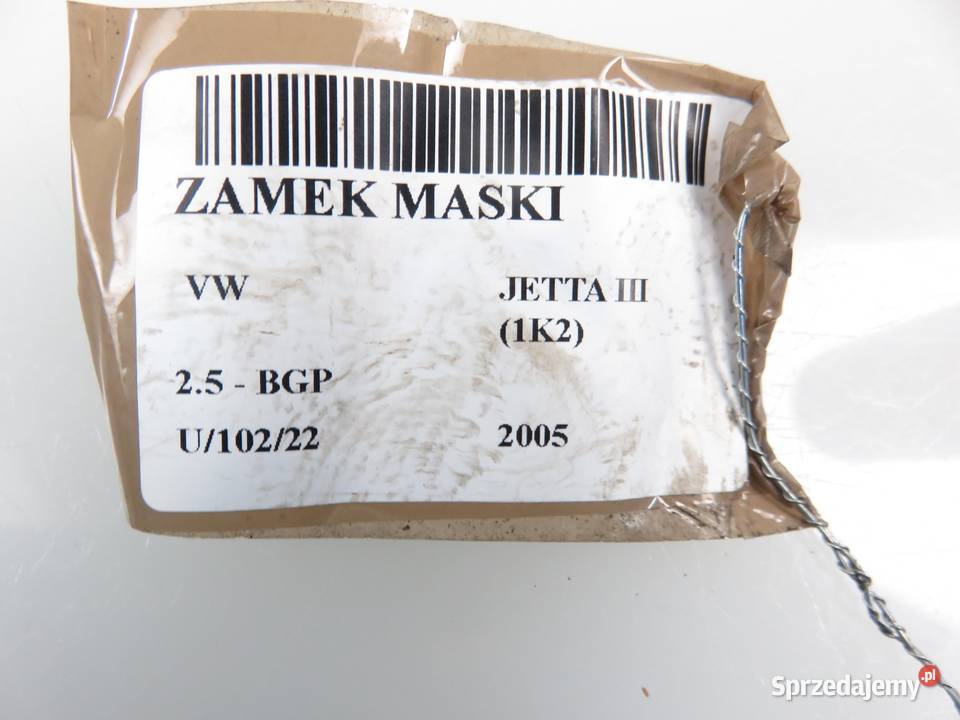 ZAMEK MASKI
VW
JETTA III
(1K2)
2.5 - BGP
U/102/22
2005
Sprzedajemy.pl